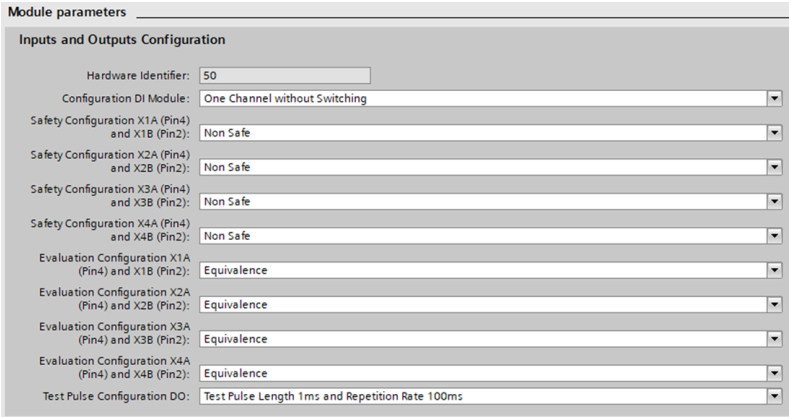 Module parameters
Inputs and Outputs Configuration
Hardware Identifier: 50
Configuration DI Module: One Channel without Switching
Safety Configuration X1A (Pin4)
and X1B (Pin2): Non Safe
Safety Configuration X2A (Pin4)
and X2B (Pin2): Non Safe
Safety Configuration X3A (Pin4)
and X3B (Pin2): Non Safe
Safety Configuration X4A (Pin4)
and X4B (Pin2): Non Safe
Evaluation Configuration X1A
(Pin4) and X1B (Pin2): Equivalence
Evaluation Configuration X2A
(Pin4) and X2B (Pin2): Equivalence
Evaluation Configuration X3A
(Pin4) and X3B (Pin2): Equivalence
Evaluation Configuration X4A
(Pin4) and X4B (Pin2): Equivalence
Test Pulse Configuration DO: Test Pulse Length 1ms and Repetition Rate 100ms